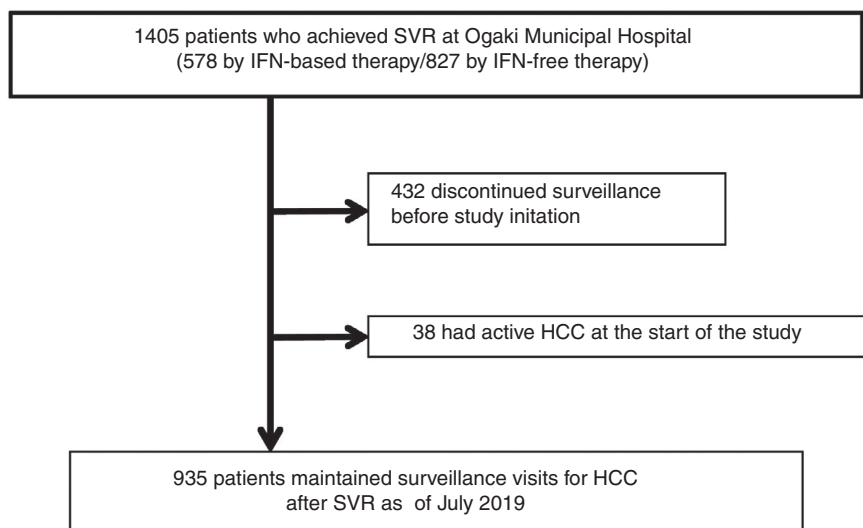 1405 patients who achieved SVR at Ogaki Municipal Hospital
(578 by IFN-based therapy/827 by IFN-free therapy)
432 discontinued surveillance
before study initation
38 had active HCC at the start of the study
935 patients maintained surveillance visits for HCC
after SVR as of July 2019